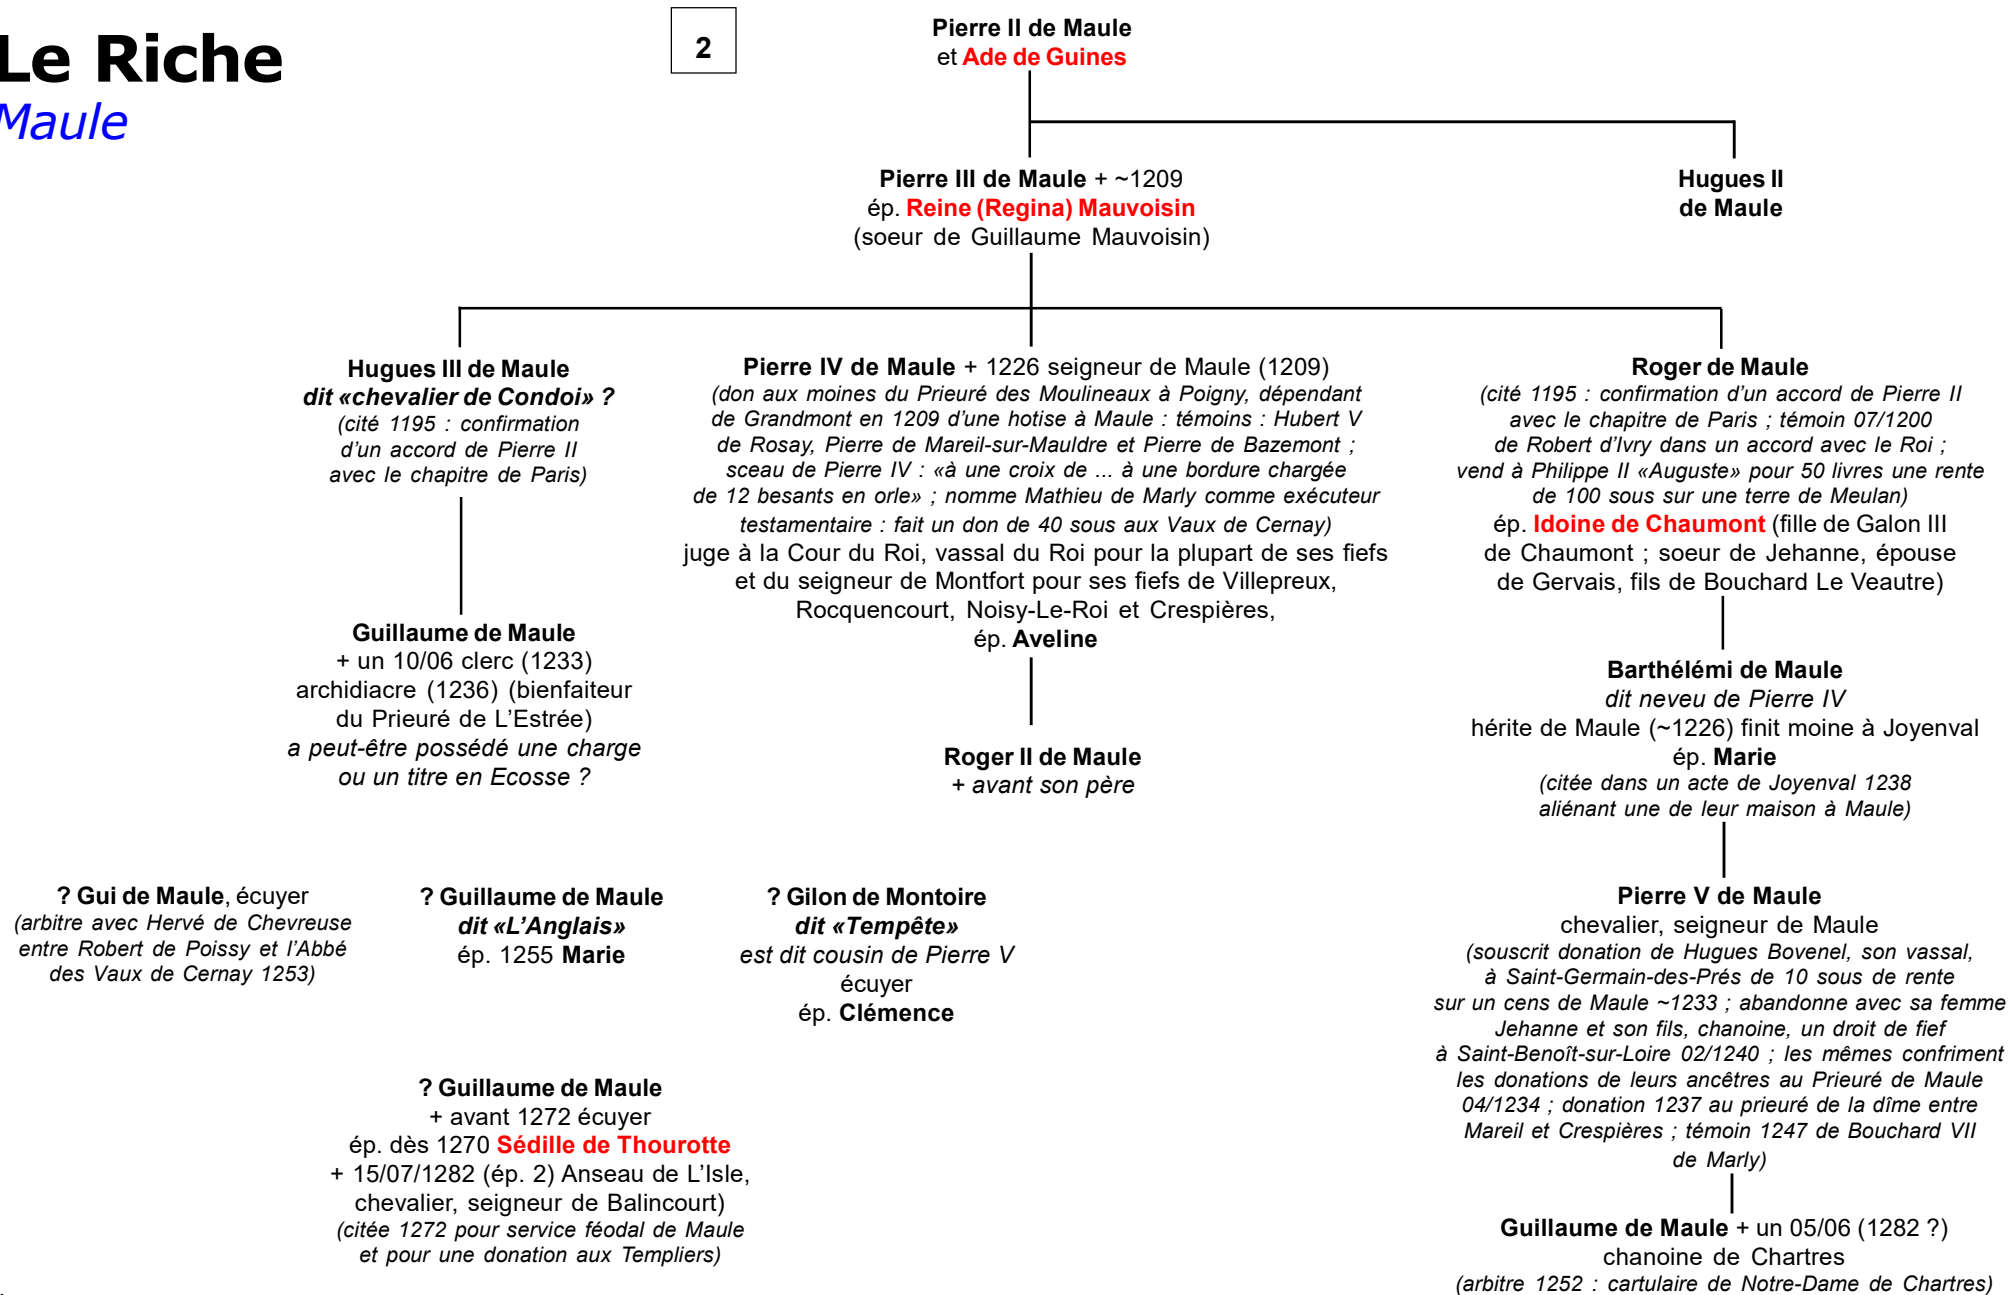 Le Riche
Maule
2
Pierre II de Maule
et Ade de Guines
Pierre III de Maule + ~1209
ép. Reine (Regina) Mauvoisin
(soeur de Guillaume Mauvoisin)
Hugues II
de Maule
Hugues III de Maule
dit «chevalier de Condoi» ?
(cité 1195 : confirmation
d'un accord de Pierre II
avec le chapitre de Paris)
Pierre IV de Maule + 1226 seigneur de Maule (1209)
(don aux moines du Prieuré des Moulineaux à Poigny, dépendant
de Grandmont en 1209 d'une hotise à Maule : témoins : Hubert V
de Rosay, Pierre de Mareil-sur-Mauldre et Pierre de Bazemont ;
sceau de Pierre IV : «à une croix de ... à une bordure chargée
de 12 besants en orle» ; nomme Mathieu de Marly comme exécuteur
testamentaire : fait un don de 40 sous aux Vaux de Cernay)
juge à la Cour du Roi, vassal du Roi pour la plupart de ses fiefs
et du seigneur de Montfort pour ses fiefs de Villepreux,
Rocquencourt, Noisy-Le-Roi et Crespières,
ép. Aveline
Roger de Maule
(cité 1195 : confirmation d'un accord de Pierre II
avec le chapitre de Paris ; témoin 07/1200
de Robert d'Ivry dans un accord avec le Roi ;
vend à Philippe II «Auguste» pour 50 livres une rente
de 100 sous sur une terre de Meulan)
ép. Idoine de Chaumont (fille de Galon III
de Chaumont ; soeur de Jehanne, épouse
de Gervais, fils de Bouchard Le Veautre)
Guillaume de Maule
+ un 10/06 clerc (1233)
archidiacre (1236) (bienfaiteur
du Prieuré de L'Estrée)
a peut-être possédé une charge
ou un titre en Ecosse ?
Roger II de Maule
+ avant son père
Barthélémi de Maule
dit neveu de Pierre IV
hérite de Maule (~1226) finit moine à Joyenval
ép. Marie
(citée dans un acte de Joyenval 1238
aliénant une de leur maison à Maule)
? Gui de Maule, écuyer
(arbitre avec Hervé de Chevreuse
entre Robert de Poissy et l'Abbé
des Vaux de Cernay 1253)
? Guillaume de Maule
dit «L'Anglais»
ép. 1255 Marie
? Gilon de Montoire
dit «Tempête»
est dit cousin de Pierre V
écuyer
ép. Clémence
Pierre V de Maule
chevalier, seigneur de Maule
(souscrit donation de Hugues Bovenel, son vassal,
à Saint-Germain-des-Prés de 10 sous de rente
sur un cens de Maule ~1233 ; abandonne avec sa femme
Jehanne et son fils, chanoine, un droit de fief
à Saint-Benoît-sur-Loire 02/1240 ; les mêmes confriment
les donations de leurs ancêtres au Prieuré de Maule
04/1234 ; donation 1237 au prieuré de la dîme entre
Mareil et Crespières ; témoin 1247 de Bouchard VII
de Marly)
? Guillaume de Maule
+ avant 1272 écuyer
ép. dès 1270 Sédille de Thourotte
+ 15/07/1282 (ép. 2) Anseau de L'Isle,
chevalier, seigneur de Balincourt)
(citée 1272 pour service féodal de Maule
et pour une donation aux Templiers)
Guillaume de Maule + un 05/06 (1282 ?)
chanoine de Chartres
(arbitre 1252 : cartulaire de Notre-Dame de Chartres)